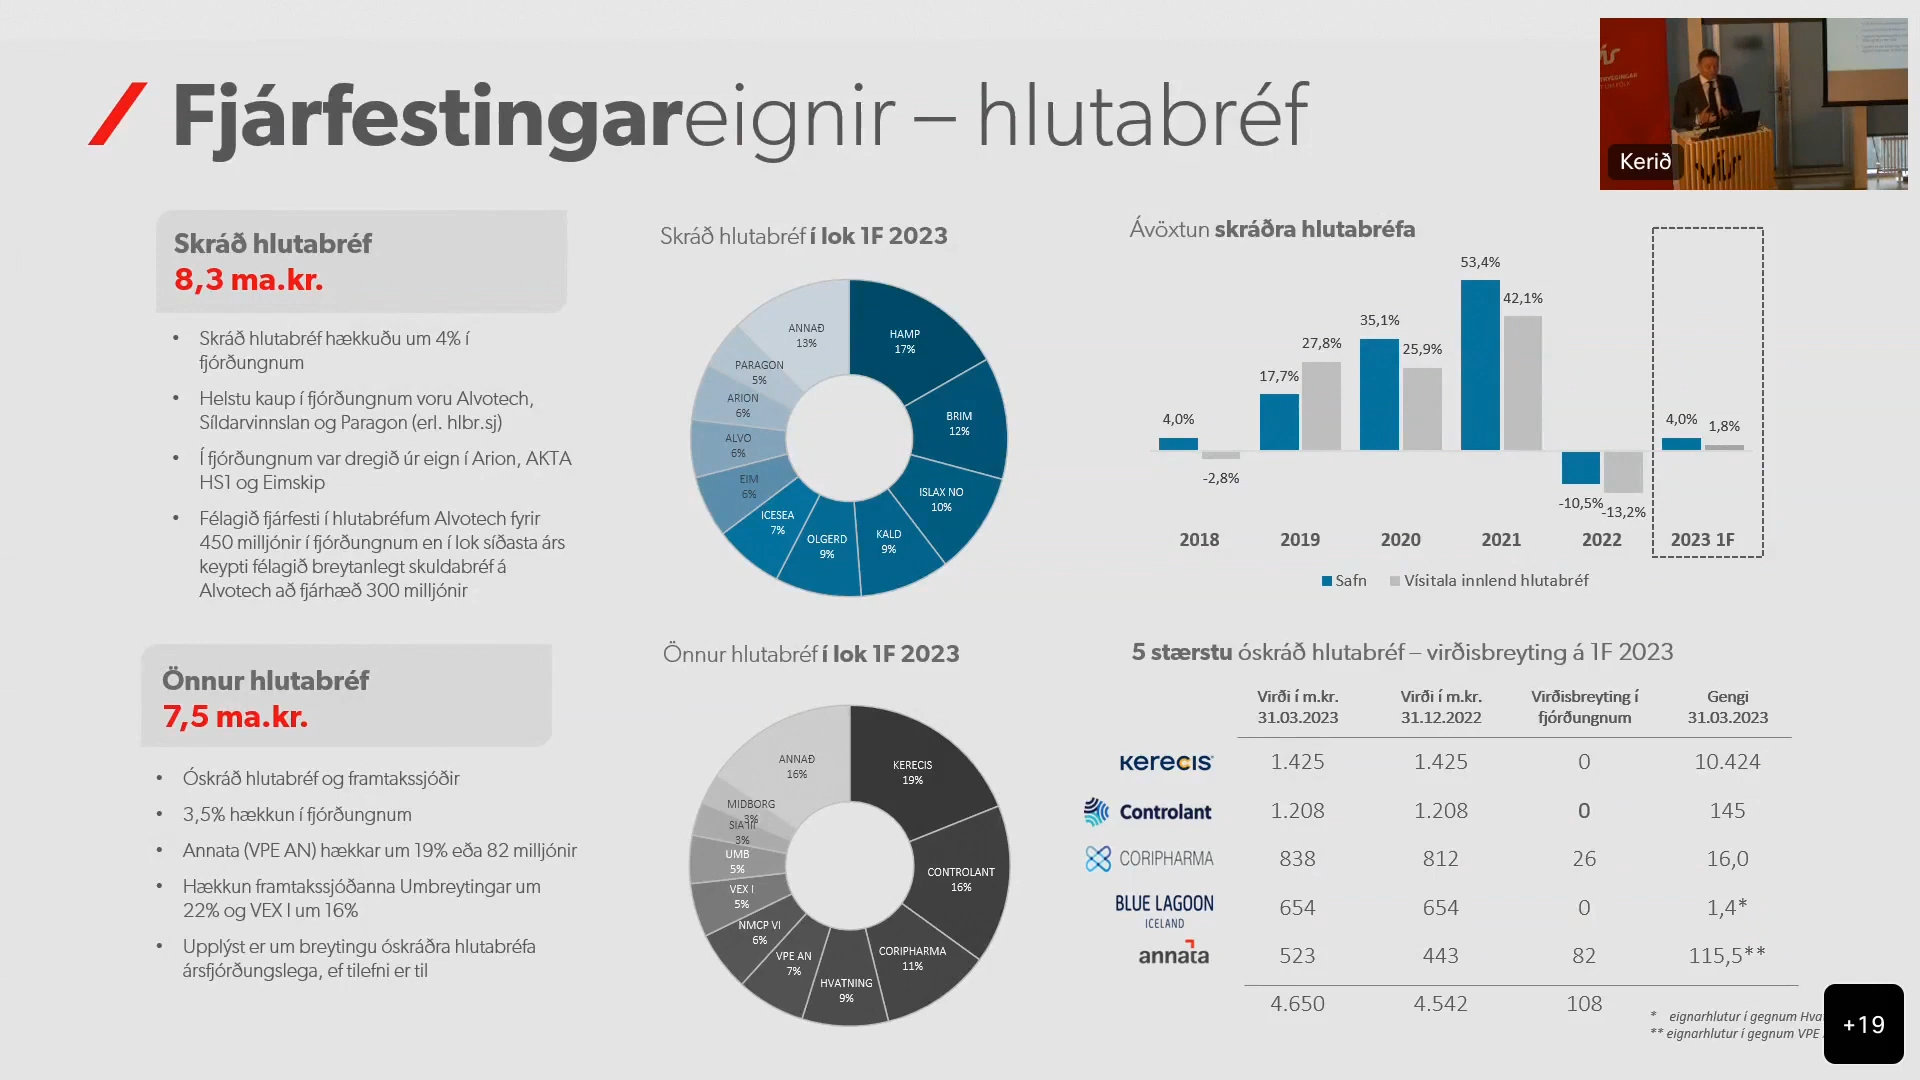 Fjárfestingareignir – hlutabréf
Kerið
Skráð hlutabréf
8,3 ma.kr.
• Skráð hlutabréf hækkuðu um 4% í
fjórðungnum
• Helstu kaup í fjórðungnum voru Alvotech,
Síldarvinnslan og Paragon (erl. hlbr.sj)
• Í fjórðungnum var dregið úr eign í Arion, AKTA
HS1 og Eimskip
• Félagið fjárfesti í hlutabréfum Alvotech fyrir
450 milljónir í fjórðungnum en í lok síðasta árs
keypti félagið breytanlegt skuldabréf á
Alvotech að fjárhæð 300 milljónir
Skráð hlutabréf í lok 1F 2023
ANNAÐ
13%
HAMP
17%
PARAGON
5%
ARION
6%
BRIM
12%
ALVO
6%
EIM
6%
ISLAX NO
10%
ICESEA
7%
OLGERD
9%
KALD
9%
Ávöxtun skráðra hlutabréfa
53,4%
42,1%
35,1%
27,8%
25,9%
17,7%
4,0%
-2,8%
-10,5%
-13,2%
4,0%
1,8%
2018 2019 2020 2021 2022 2023 1F
Safn Vísitala innlend hlutabréf
Önnur hlutabréf
7,5 ma.kr.
• Óskráð hlutabréf og framtakssjóðir
• 3,5% hækkun í fjórðungnum
• Annata (VPE AN) hækkar um 19% eða 82 milljónir
• Hækkun framtakssjóðanna Umbreytingar um
22% og VEX I um 16%
• Upplýst er um breytingu óskráðra hlutabréfa
ársfjórðungslega, ef tilefni er til
Önnur hlutabréf í lok 1F 2023
ANNAÐ
16%
KERECIS
19%
MIDBORG
3%
SIA III
3%
UMB
5%
CONTROLANT
16%
VEX I
5%
NMCP VI
6%
VPE AN
7%
CORIPHARMA
11%
HVATNING
9%
5 stærstu óskráð hlutabréf – virðisbreyting á 1F 2023
Virði í m.kr. Virði í m.kr. Virðisbreyting í Gengi
31.03.2023 31.12.2022 fjórðungnum 31.03.2023
Kerecis 1.425 1.425 0 10.424
Controlant 1.208 1.208 0 145
CORIPHARMA 838 812 26 16,0
BLUE LAGOON 654 654 0 1,4*
ICELAND
annata 523 443 82 115,5**
4.650 4.542 108
* eignarhlutur í gegnum
** eignarhlutur í gegnum VPE
+19